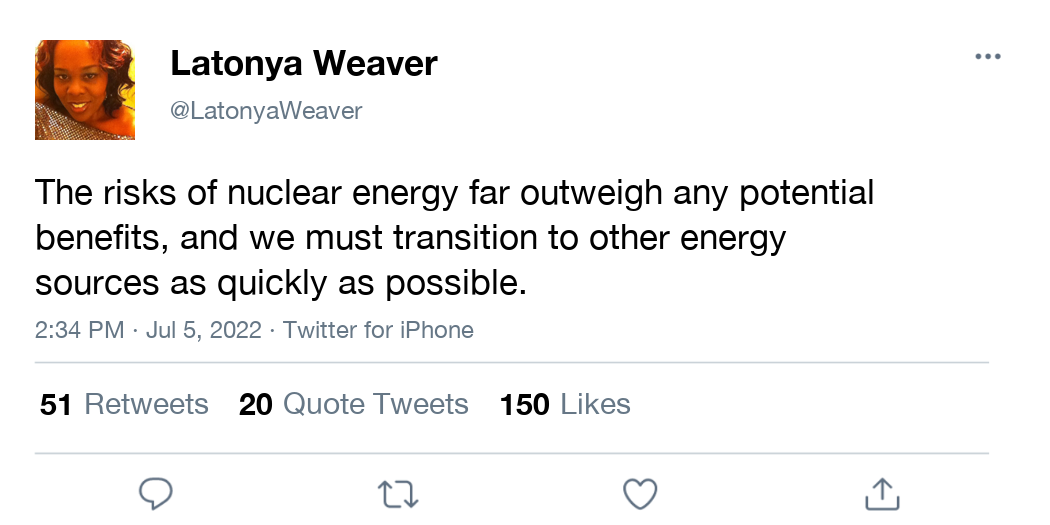 Latonya Weaver
@LatonyaWeaver
The risks of nuclear energy far outweigh any potential
benefits, and we must transition to other energy
sources as quickly as possible.
2:34 PM · Jul 5, 2022 · Twitter for iPhone
51 Retweets 20 Quote Tweets 150 Likes